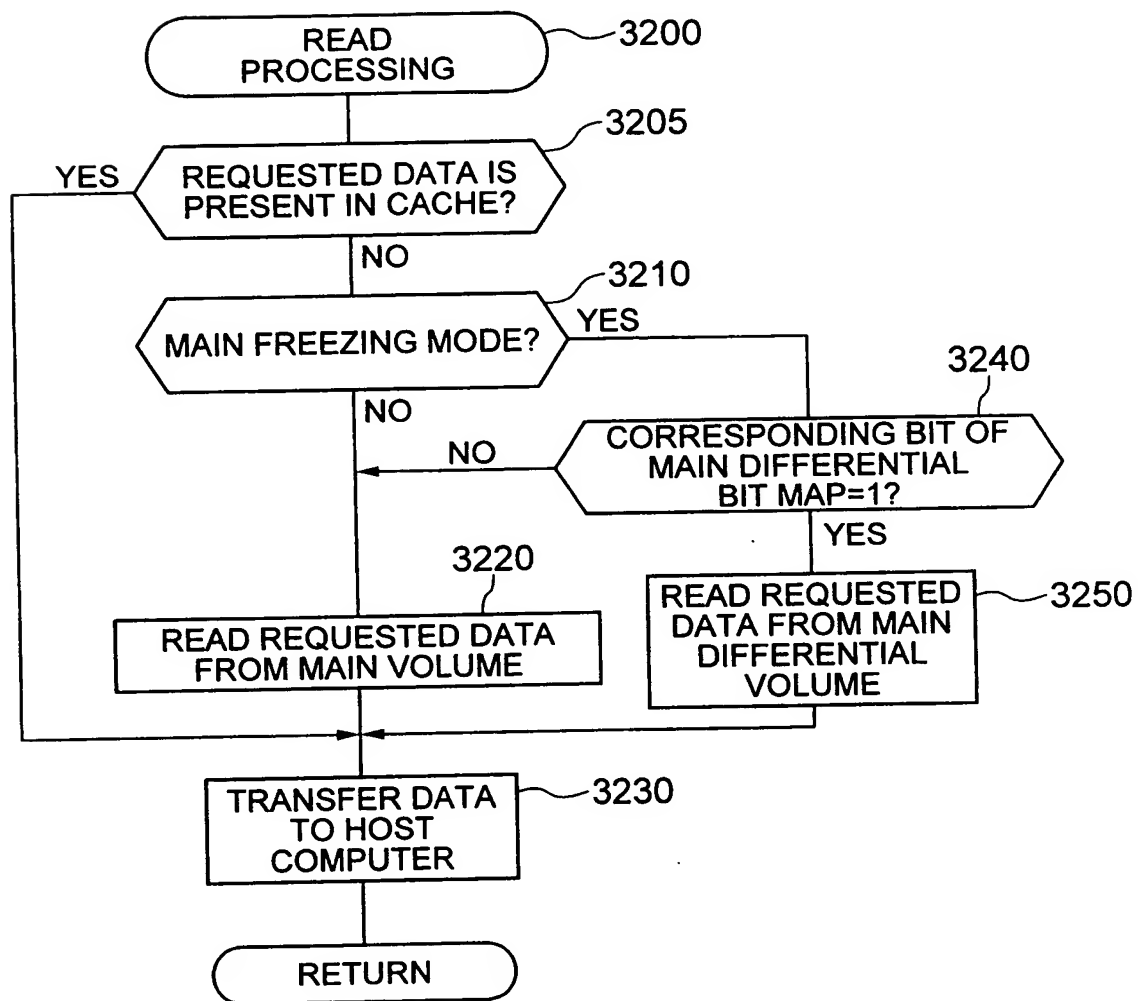 READ
PROCESSING
3200
3205
YES
REQUESTED DATA IS
PRESENT IN CACHE?
NO
3210
MAIN FREEZING MODE?
YES
3240
NO
CORRESPONDING BIT OF
MAIN DIFFERENTIAL
BIT MAP=1?
NO
YES
3220
READ REQUESTED DATA
FROM MAIN VOLUME
READ REQUESTED
DATA FROM MAIN
DIFFERENTIAL
VOLUME
3250
TRANSFER DATA
TO HOST
COMPUTER
3230
RETURN